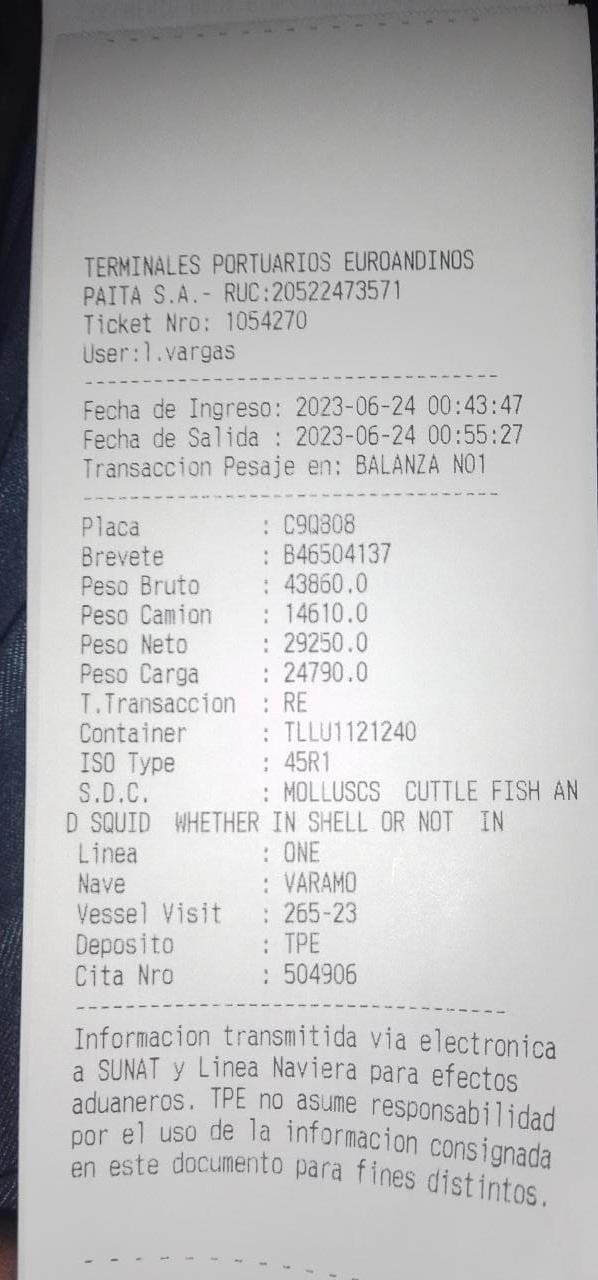 TERMINALES PORTUARIOS EUROANDINOS
PAITA S.A.- RUC:20522473571
Ticket Nro: 1054270
User:l.vargas
--------------------------------
Fecha de Ingreso: 2023-06-24 00:43:47
Fecha de Salida : 2023-06-24 00:55:27
Transaccion Pesaje en: BALANZA N01
--------------------------------
Placa : C9Q808
Brevete : B46504137
Peso Bruto : 43860.0
Peso Camion : 14610.0
Peso Neto : 29250.0
Peso Carga : 24790.0
T.Transaccion : RE
Container : TLLU1121240
ISO Type : 45R1
S.D.C. : MOLLUSCS CUTTLE FISH AN
D SQUID WHETHER IN SHELL OR NOT IN
Linea : ONE
Nave : VARAMO
Vessel Visit : 265-23
Deposito : TPE
Cita Nro : 504906
--------------------------------
Informacion transmitida via electronica
a SUNAT y Linea Naviera para efectos
aduaneros. TPE no asume responsabilidad
por el uso de la informacion consignada
en este documento para fines distintos.